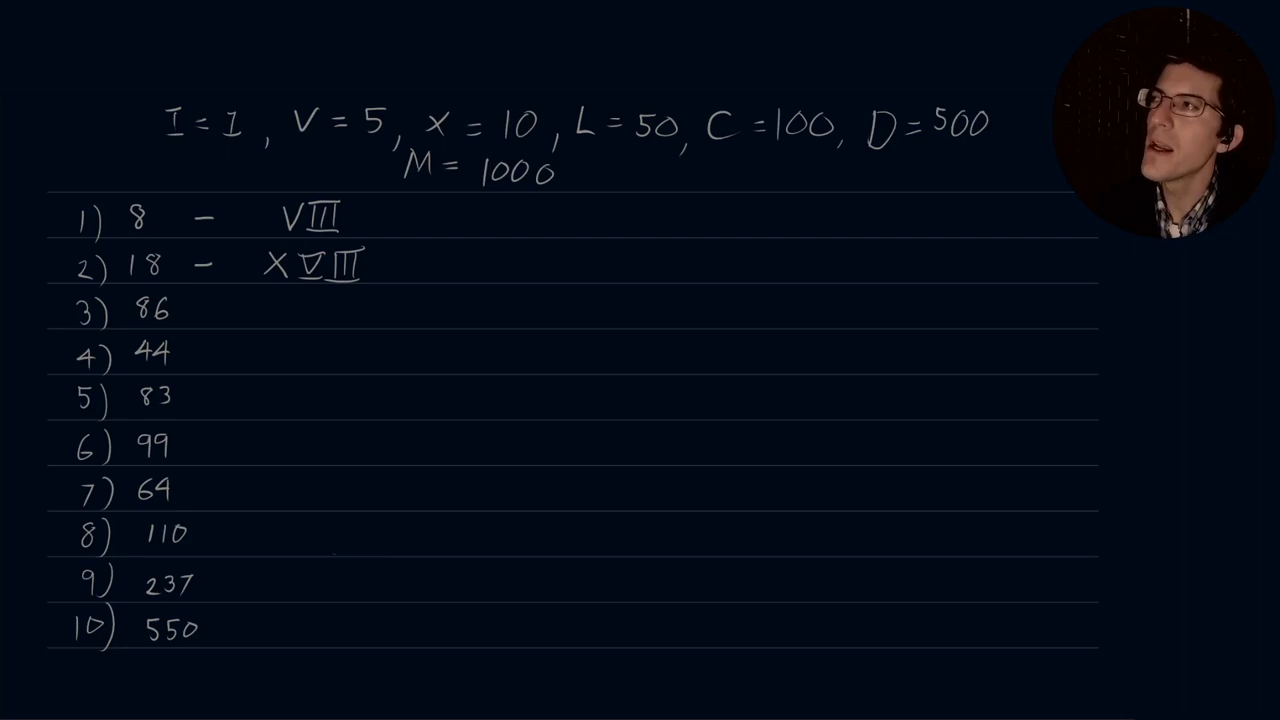 I = 1, V = 5, X = 10, L = 50, C = 100, D = 500
M = 1000
1) 8 - VIII
2) 18 - XVIII
3) 86
4) 44
5) 83
6) 99
7) 64
8) 110
9) 237
10) 550